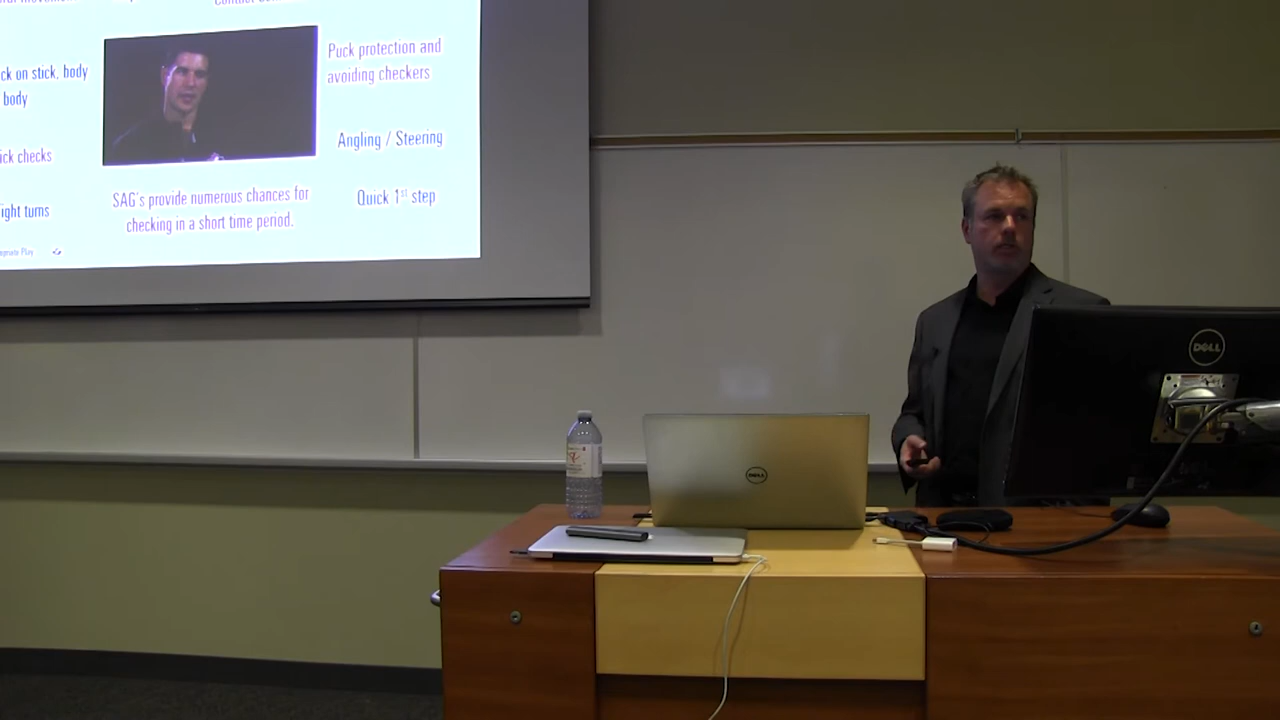 Puck protection and
avoiding checkers
ck on stick, body
body
Angling / Steering
ick checks
SAG's provide numerous chances for
checking in a short time period.
Quick 1st step
ight turns
Play
DELL
DELL